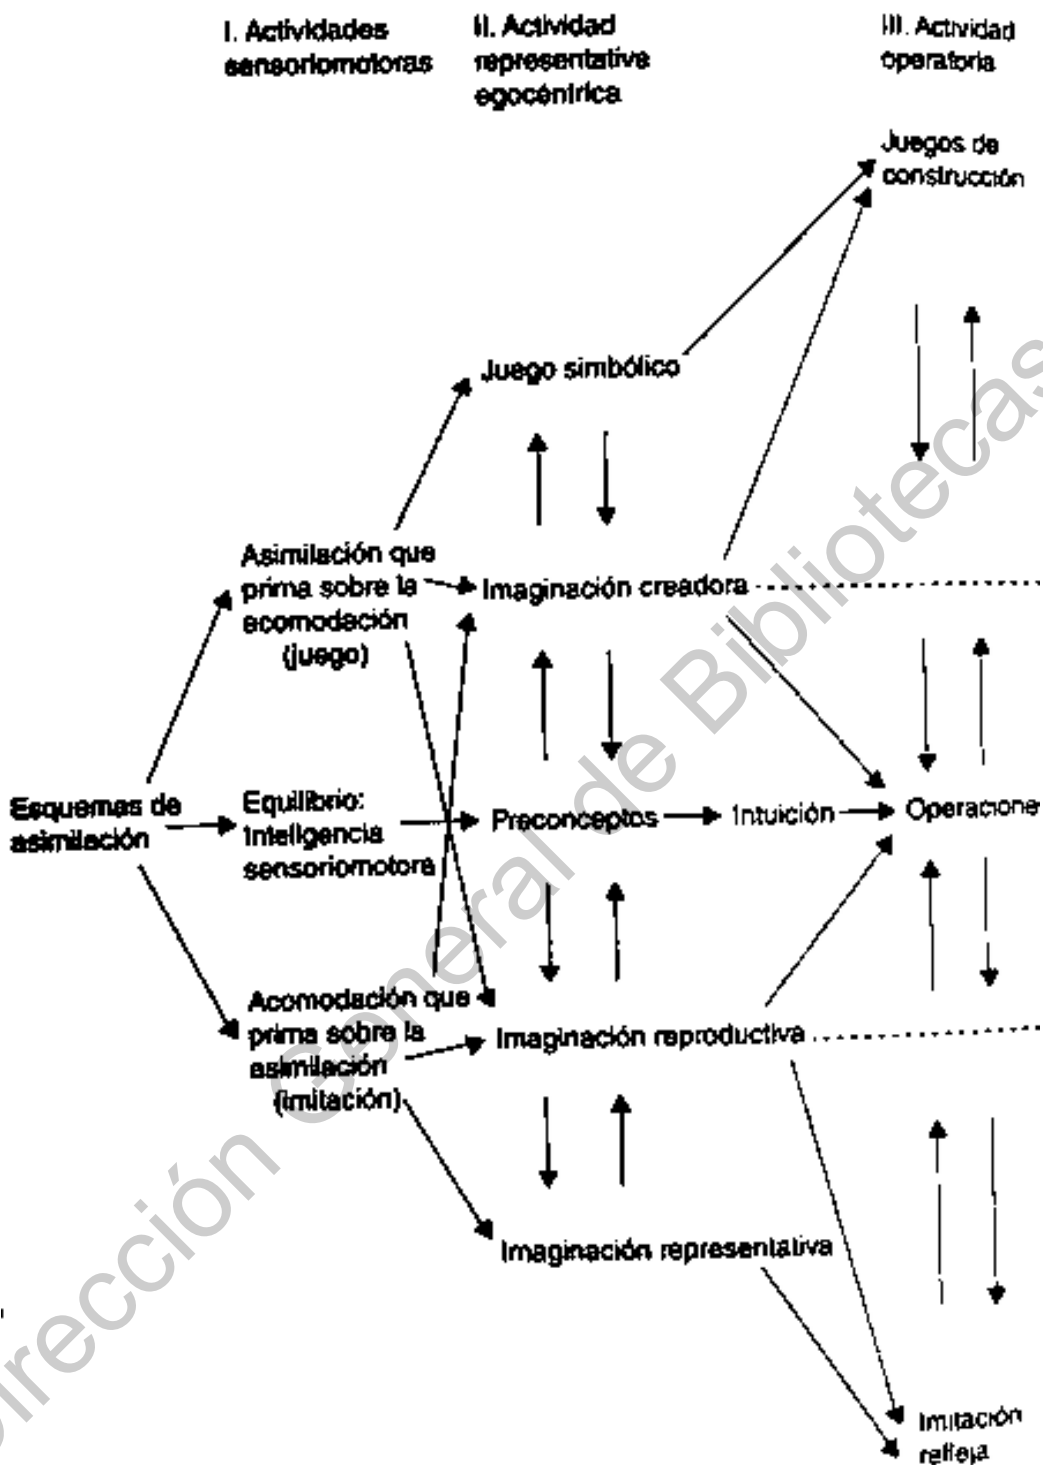 I. Actividades
sensoriomotoras
II. Actividad
representativa
egocéntrica
III. Actividad
operatoria
Juegos de
construcción
Juego simbólico
Asimilación que
prima sobre la
acomodación
(juego)
Imaginación creadora
Esquemas de
asimilación
Equilibrio:
Inteligencia
sensoriomotora
Preconceptos
Intuición
Operacione
Acomodación que
prima sobre la
asimilación
(imitación)
Imaginación reproductiva
Imaginación representativa
Imitación
refleja
Dirección General de Bibliotecas